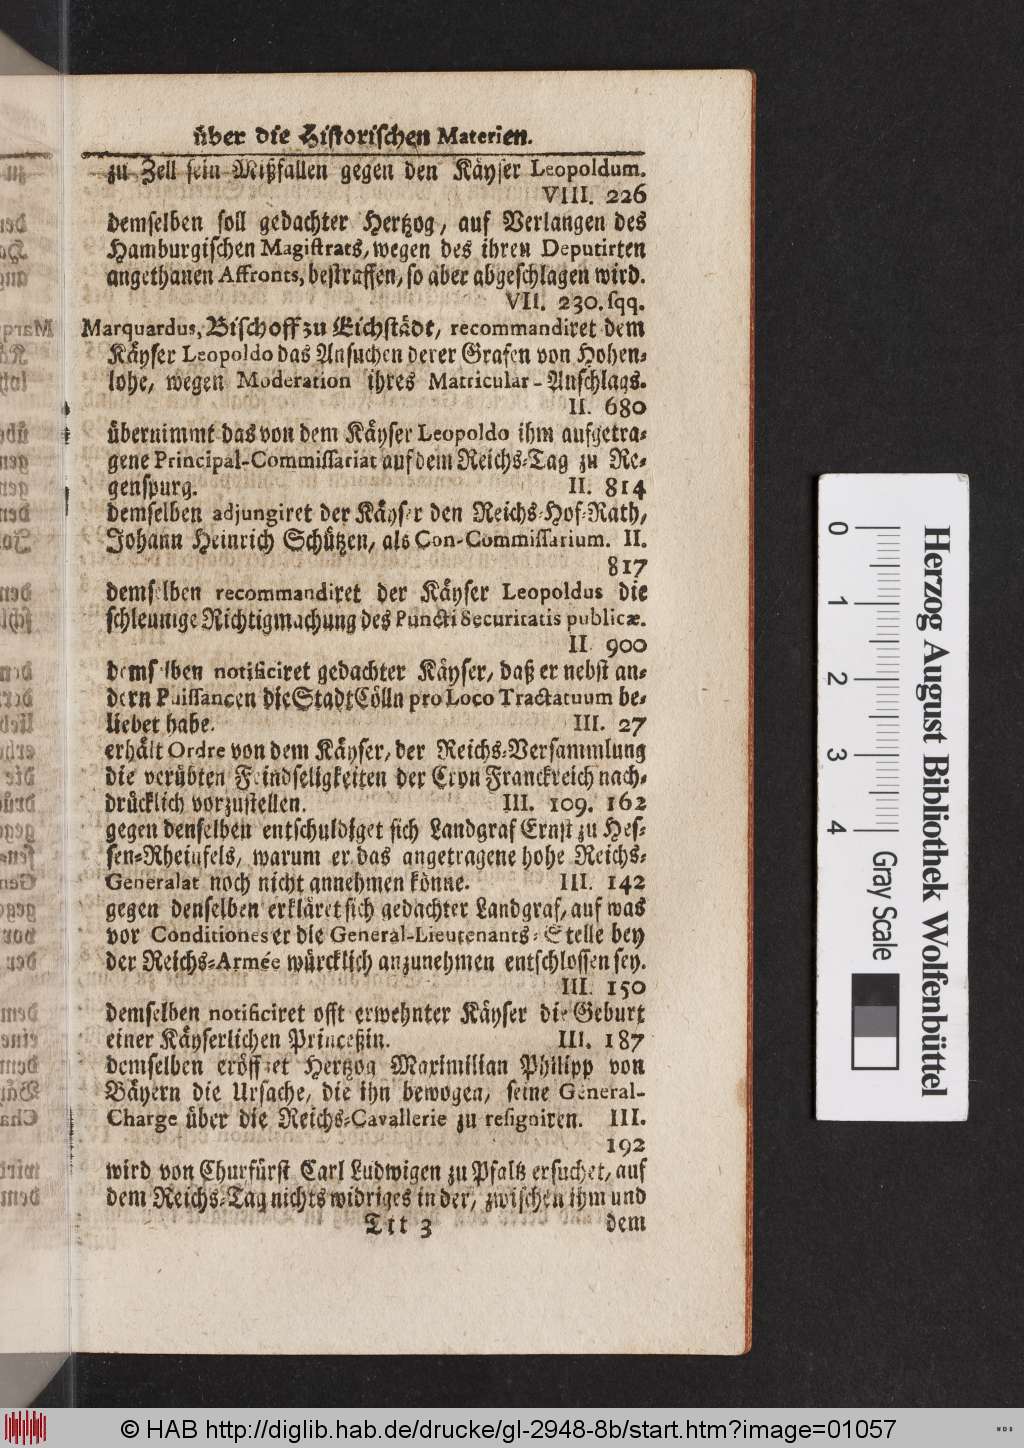 über die Historischen Materien.
zu Zell sein Mißfallen gegen den Käyser Leopoldum.
VIII. 226
demselben soll gedachter Hertzog, auf Verlangen des
Hamburgischen Magistrats, wegen des ihren Deputirten
angethanen Affronts, bestraffen, so aber abgeschlagen wird.
VII. 230. sqq.
Marquardus, Bischoff zu Eichstädt, recommandiret dem
Käyser Leopoldo das Ansuchen derer Grafen von Hohen-
lohe, wegen Moderation ihres Matricular-Anschlags.
II. 680
übernimmt das von dem Käyser Leopoldo ihm aufgetra-
gene Principal-Commissariat auf dem Reichs-Tag zu Re-
genspurg. II. 814
demselben adjungiret der Käyser den Reichs-Hof-Rath,
Johann Heinrich Schützen, als Con-Commissarium. II.
817
demselben recommandiret der Käyser Leopoldus die
schleunige Richtigmachung des Puncti Securitatis publicæ.
II 900
demselben notificiret gedachter Käyser, daß er nebst an-
dern Puissancen die Stadt Cölln pro Loco Tractatuum be-
liebet habe. III. 27
erhält Ordre von dem Käyser, der Reichs-Versammlung
die verübten Feindseligkeiten der Cron Franckreich nach-
drücklich vorzustellen. III. 109. 162
gegen denselben entschuldiget sich Landgraf Ernst zu Hes-
sen-Rheinfels, warum er das angetragene hohe Reichs-
Generalat noch nicht annehmen könne. III. 142
gegen denselben erkläret sich gedachter Landgraf, auf was
vor Conditiones er die General-Lieutenants-Stelle bey
der Reichs-Armée würcklich anzunehmen entschlossen sey.
III. 150
demselben notificiret offt erwehnter Käyser die Geburt
einer Käyserlichen Princeßin. III. 187
demselben eröffnet Hertzog Maximilian Philipp von
Bäyern die Ursache, die ihn bewogen, seine General-
Charge über die Reichs-Cavallerie zu resigniren. III.
192
wird von Churfürst Carl Ludwigen zu Pfaltz ersuchet, auf
dem Reichs-Tag nichts widriges in der, zwischen ihm und
Ttt 3 dem
0 1 2 3 4
Gray Scale
Herzog August Bibliothek Wolfenbüttel
© HAB http://diglib.hab.de/drucke/gl-2948-8b/start.htm?image=01057